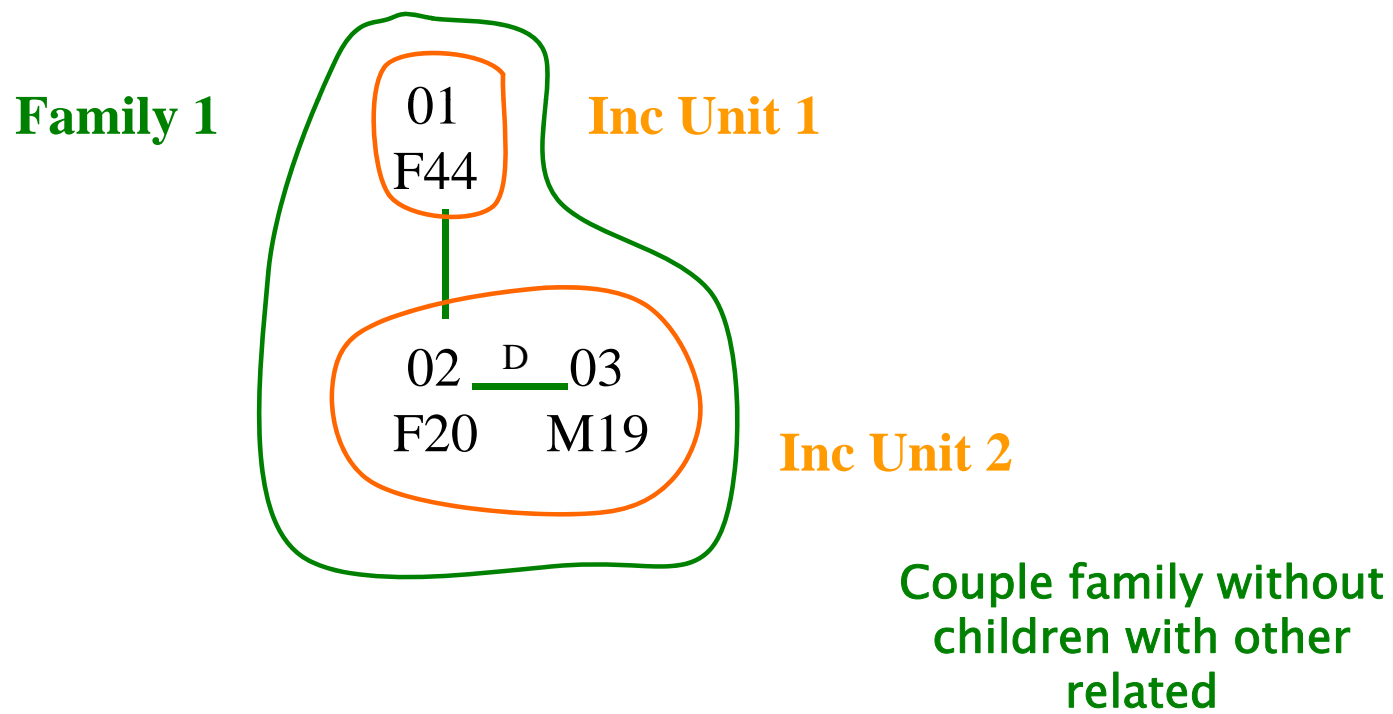 Family 1
01
F44
Inc Unit 1
02 D 03
F20 M19
Inc Unit 2
Couple family without
children with other
related